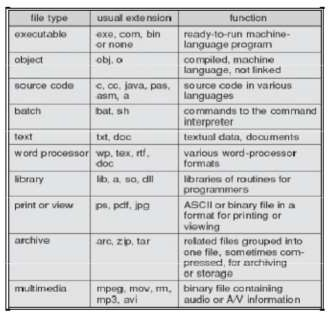 file type usual extension function
executable exe, com, bin ready-to-run machine-
or none language program
object obj, o compiled, machine
language, not linked
source code c, cc, java, pas, source code in various
asm, a languages
batch bat, sh commands to the command
interpreter
text txt, doc textual data, documents
word processor wp, tex, rtf, various word-processor
doc formats
library lib, a, so, dll libraries of routines for
programmers
print or view ps, pdf, jpg ASCII or binary file in a
format for printing or
viewing
archive arc, zip, tar related files grouped into
one file, sometimes com-
pressed, for archiving
or storage
multimedia mpeg, mov, rm, binary file containing
mp3, avi audio or A/V information